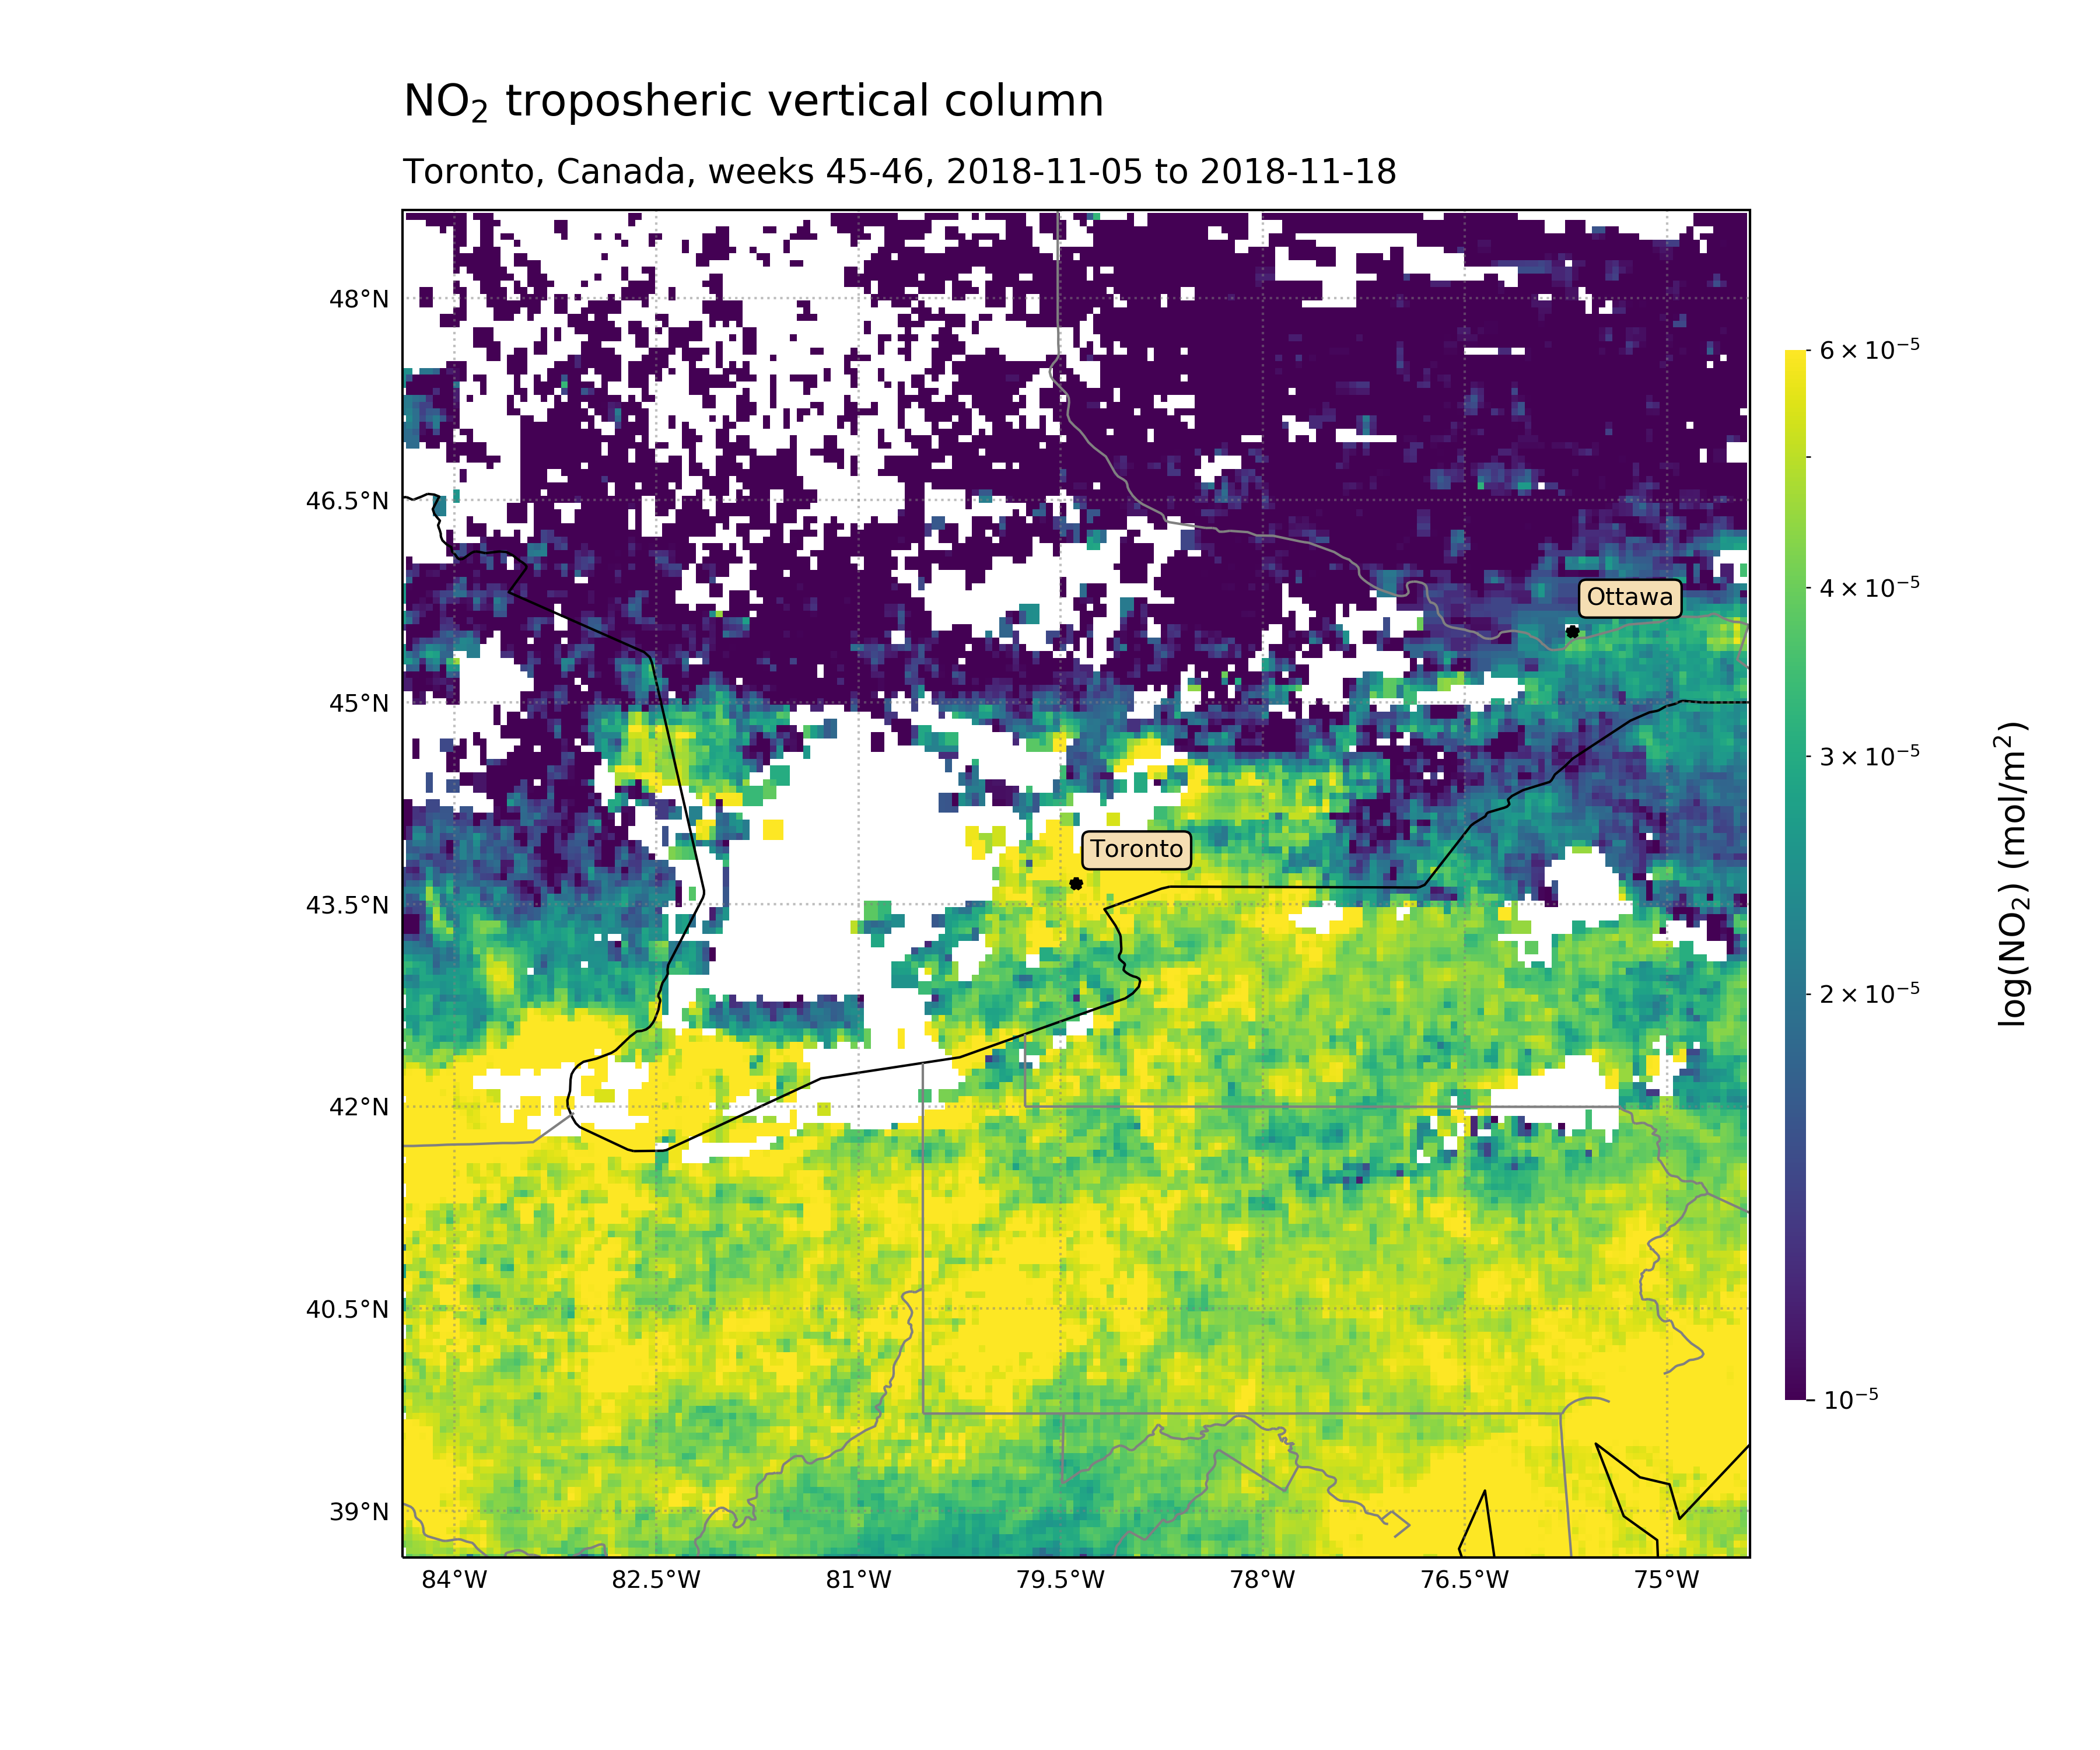 NO₂ troposheric vertical column
Toronto, Canada, weeks 45-46, 2018-11-05 to 2018-11-18
48°N
46.5°N
45°N
43.5°N
42°N
40.5°N
39°N
84°W
82.5°W
81°W
79.5°W
78°W
76.5°W
75°W
Ottawa
Toronto
6 × 10⁻⁵
4 × 10⁻⁵
3 × 10⁻⁵
2 × 10⁻⁵
10⁻⁵
log(NO₂) (mol/m²)